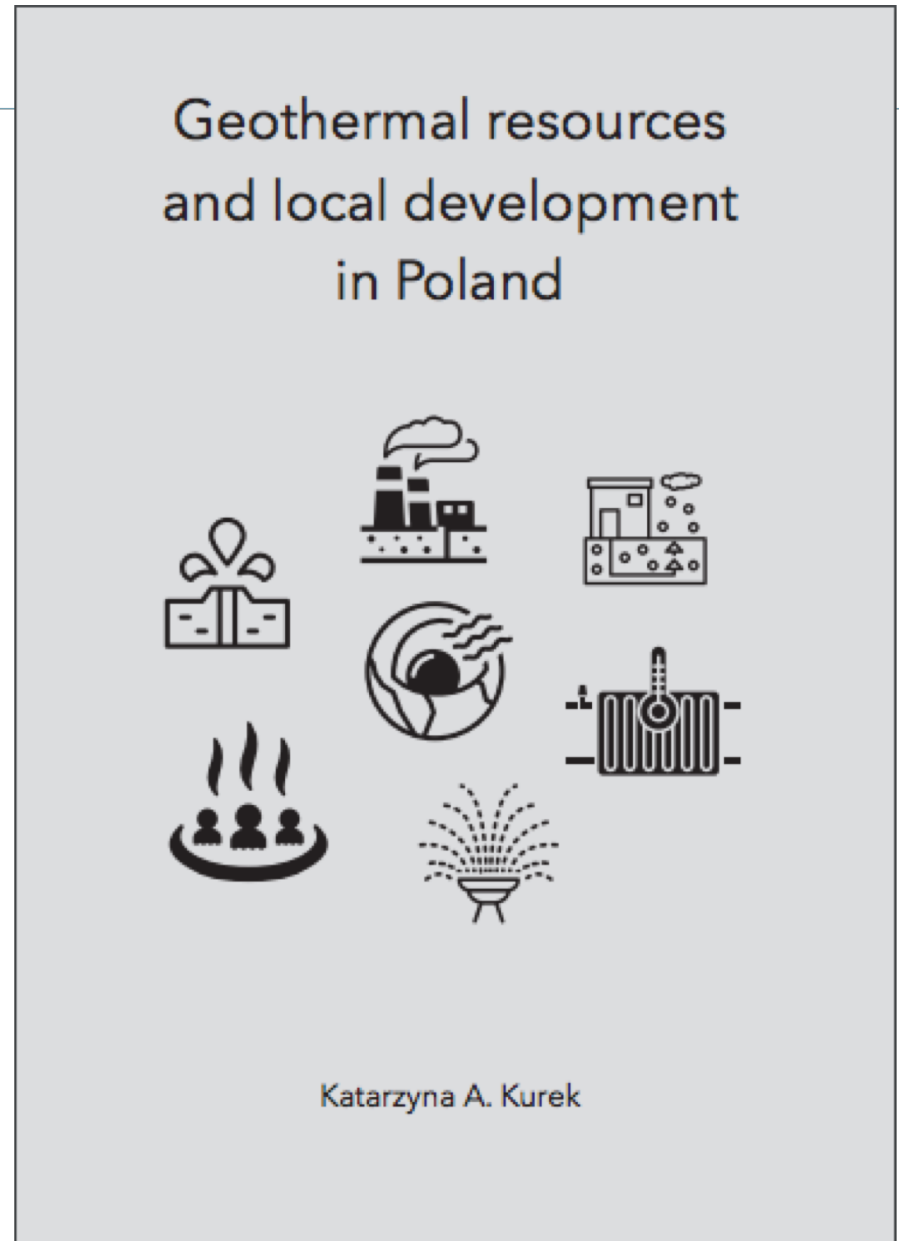 Geothermal resources
and local development
in Poland
Katarzyna A. Kurek